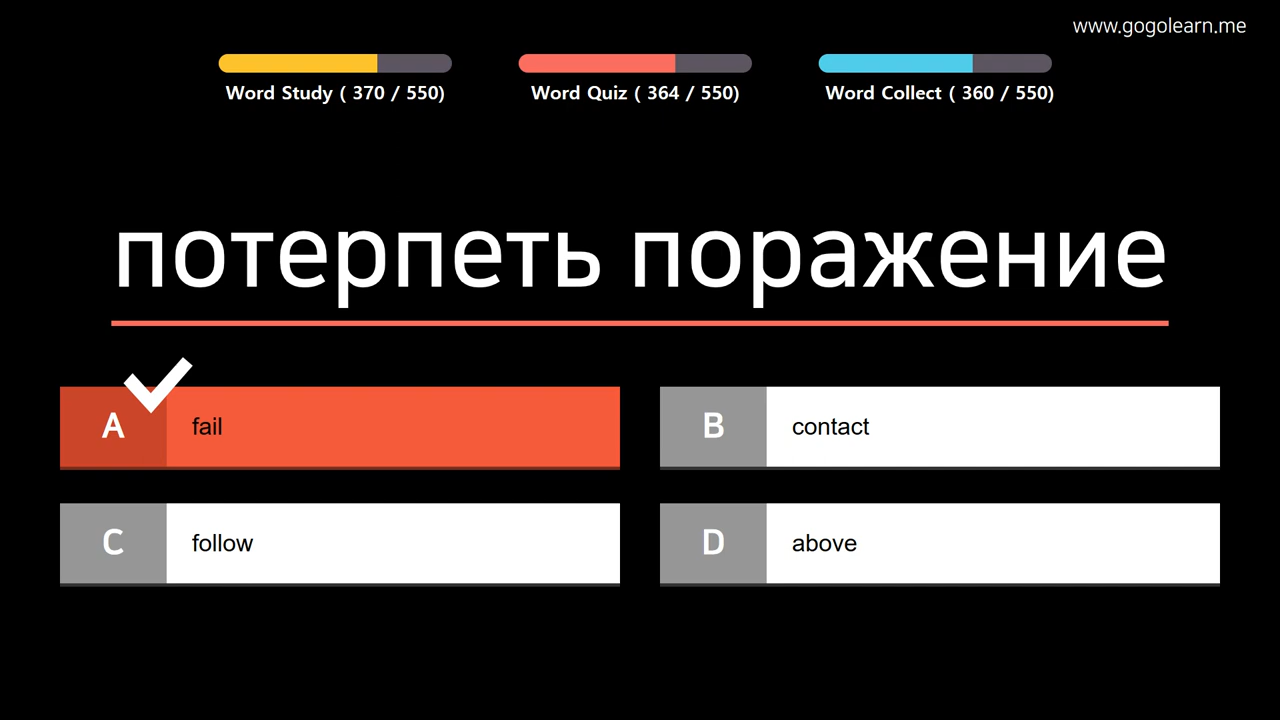 www.gogolearn.me
Word Study ( 370 / 550)
Word Quiz ( 364 / 550)
Word Collect ( 360 / 550)
потерпеть поражение
A fail
B contact
C follow
D above